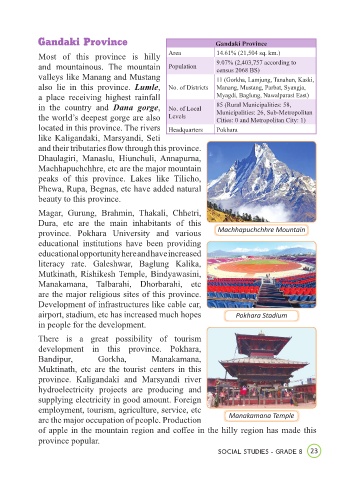 Gandaki Province
Most of this province is hilly
and mountainous. The mountain
valleys like Manang and Mustang
also lie in this province. Lumle,
a place receiving highest rainfall
in the country and Dana gorge,
the world's deepest gorge are also
located in this province. The rivers
like Kaligandaki, Marsyandi, Seti
and their tributaries flow through this province.
Dhaulagiri, Manaslu, Hiunchuli, Annapurna,
Machhapuchchhre, etc are the major mountain
peaks of this province. Lakes like Tilicho,
Phewa, Rupa, Begnas, etc have added natural
beauty to this province.
Gandaki Province
Area 14.61% (21,504 sq. km.)
Population 9.07% (2,403,757 according to
census 2068 BS)
No. of Districts 11 (Gorkha, Lamjung, Tanahun, Kaski,
Manang, Mustang, Parbat, Syangja,
Myagdi, Baglung, Nawalparasi East)
No. of Local Levels 85 (Rural Municipalities: 58,
Municipalities: 26, Sub-Metropolitan
Cities: 0 and Metropolitan City: 1)
Headquarters Pokhara
Machhapuchchhre Mountain
Magar, Gurung, Brahmin, Thakali, Chhetri,
Dura, etc are the main inhabitants of this
province. Pokhara University and various
educational institutions have been providing
educational opportunity here and have increased
literacy rate. Galeshwar, Baglung Kalika,
Mutkinath, Rishikesh Temple, Bindyawasini,
Manakamana, Talbarahi, Dhorbarahi, etc
are the major religious sites of this province.
Development of infrastructures like cable car,
airport, stadium, etc has increased much hopes
in people for the development.
Pokhara Stadium
There is a great possibility of tourism
development in this province. Pokhara,
Bandipur, Gorkha, Manakamana,
Muktinath, etc are the tourist centers in this
province. Kaligandaki and Marsyandi river
hydroelectricity projects are producing and
supplying electricity in good amount. Foreign
employment, tourism, agriculture, service, etc
are the major occupation of people. Production
of apple in the mountain region and coffee in the hilly region has made this
province popular.
Manakamana Temple
SOCIAL STUDIES - GRADE 8 23